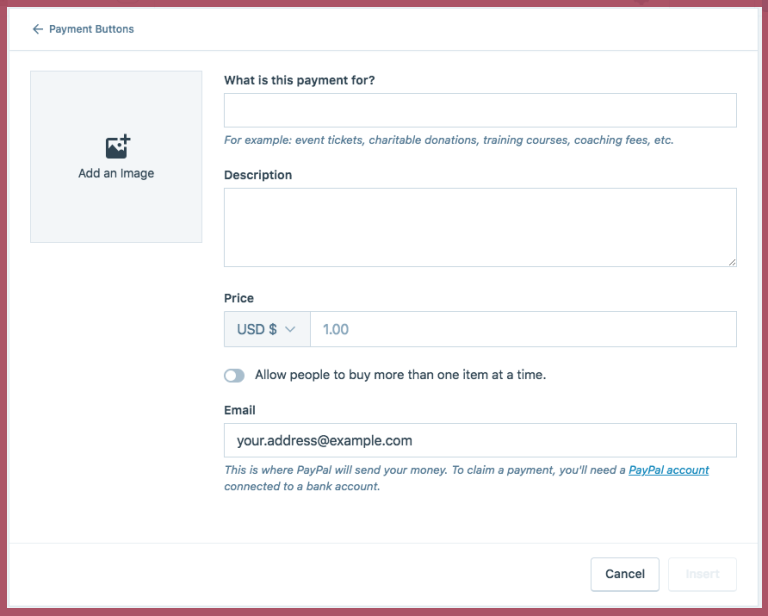 Payment Buttons
Add an Image
What is this payment for?
For example: event tickets, charitable donations, training courses, coaching fees, etc.
Description
Price
USD $
1.00
Allow people to buy more than one item at a time.
Email
your.address@example.com
This is where PayPal will send your money. To claim a payment, you'll need a PayPal account
connected to a bank account.
Cancel
Insert